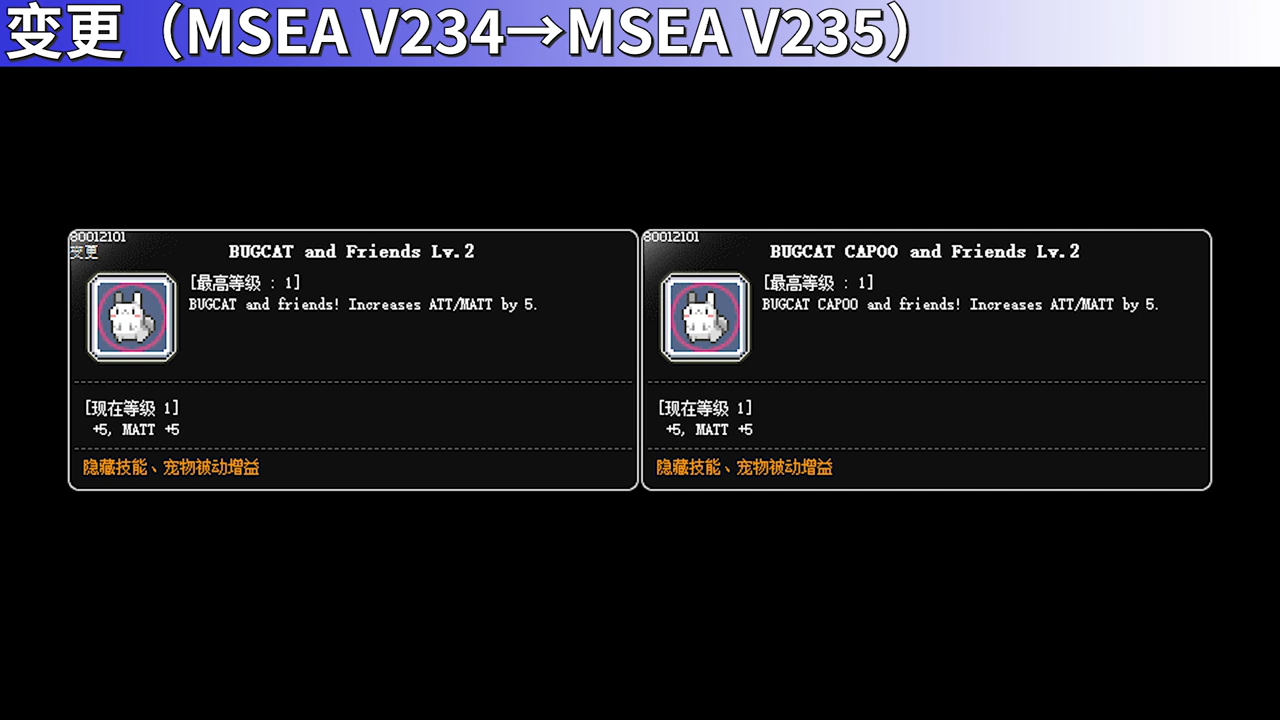 变更（MSEA V234→MSEA V235）
80012101
变更
BUGCAT and Friends Lv.2
[最高等级 : 1]
BUGCAT and friends! Increases ATT/MATT by 5.
[现在等级 1]
+5, MATT +5
隐藏技能、宠物被动增益
80012101
BUGCAT CAPOO and Friends Lv.2
[最高等级 : 1]
BUGCAT CAPOO and friends! Increases ATT/MATT by 5.
[现在等级 1]
+5, MATT +5
隐藏技能、宠物被动增益